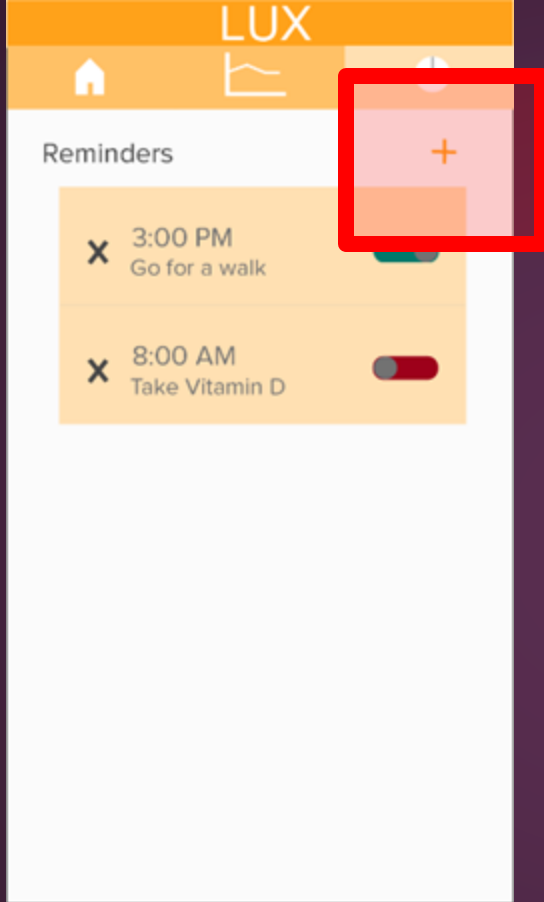 LUX
Reminders
3:00 PM
Go for a walk
8:00 AM
Take Vitamin D